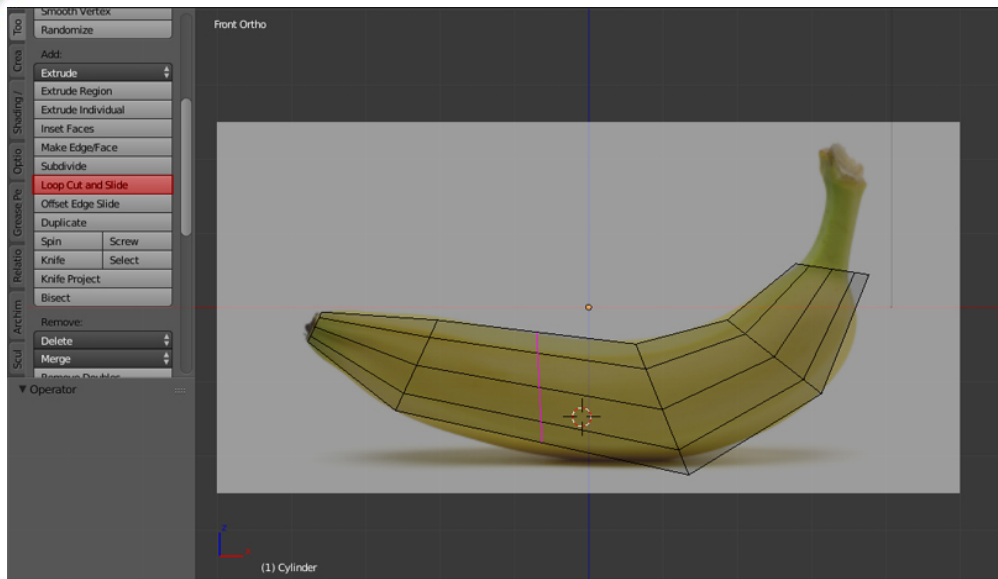 Smooth Vertex
Randomize
Add:
Extrude
Extrude Region
Extrude Individual
Inset Faces
Make Edge/Face
Subdivide
Loop Cut and Slide
Offset Edge Slide
Duplicate
Spin Screw
Knife Select
Knife Project
Bisect
Remove:
Delete
Merge
Remove Doubles
Operator
Too
Crea
Shading /
Optio
Grease Pe
Relatio
Archim
Scul
Front Ortho
z
(1) Cylinder